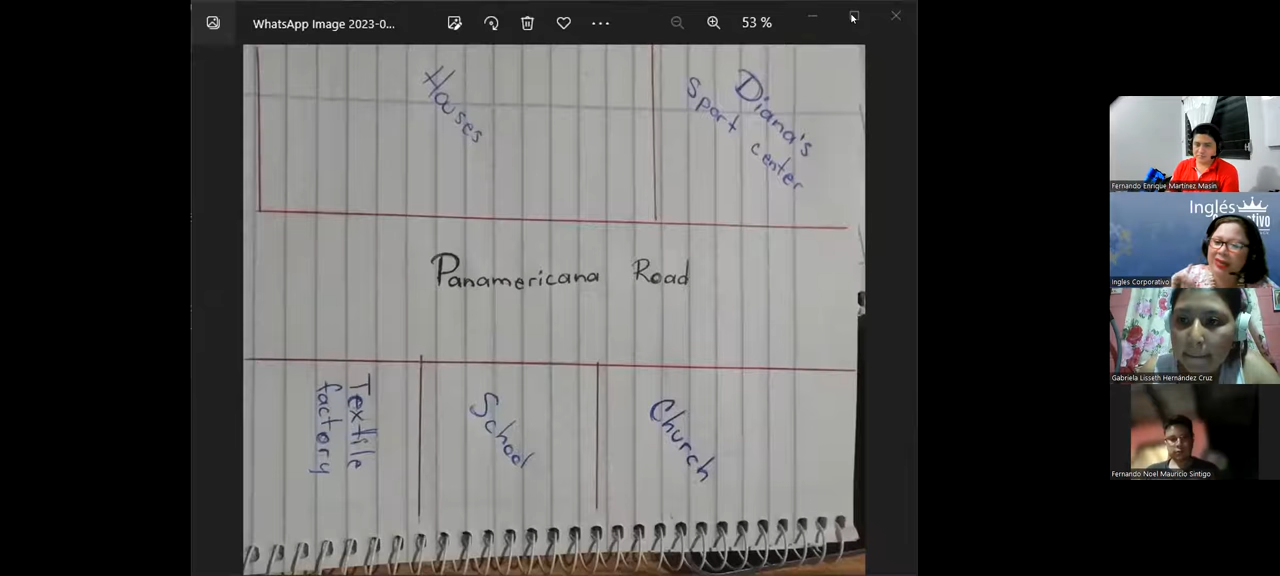 WhatsApp Image 2023-0...
53 %
Houses
Diana's
Sport center
Panamericana Road
Textile
factory
School
Church
Fernando Enrique Martínez Masin
Inglés
Ingles Corporativo
Gabriela Lisseth Hernández Cruz
Fernando Noel Mauricio Sintigo